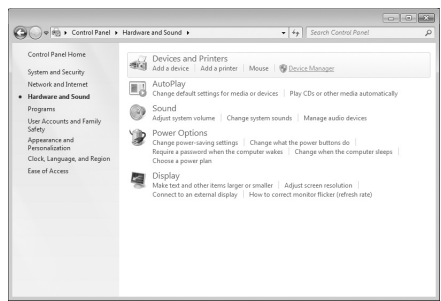 Control Panel
Hardware and Sound
Search Control Panel
Control Panel Home
System and Security
Network and Internet
Hardware and Sound
Programs
User Accounts and Family
Safety
Appearance and
Personalization
Clock, Language, and Region
Ease of Access
Devices and Printers
Add a device | Add a printer | Mouse | Device Manager
AutoPlay
Change default settings for media or devices | Play CDs or other media automatically
Sound
Adjust system volume | Change system sounds | Manage audio devices
Power Options
Change power-saving settings | Change what the power buttons do
Require a password when the computer wakes | Change when the computer sleeps
Choose a power plan
Display
Make text and other items larger or smaller | Adjust screen resolution
Connect to an external display | How to correct monitor flicker (refresh rate)